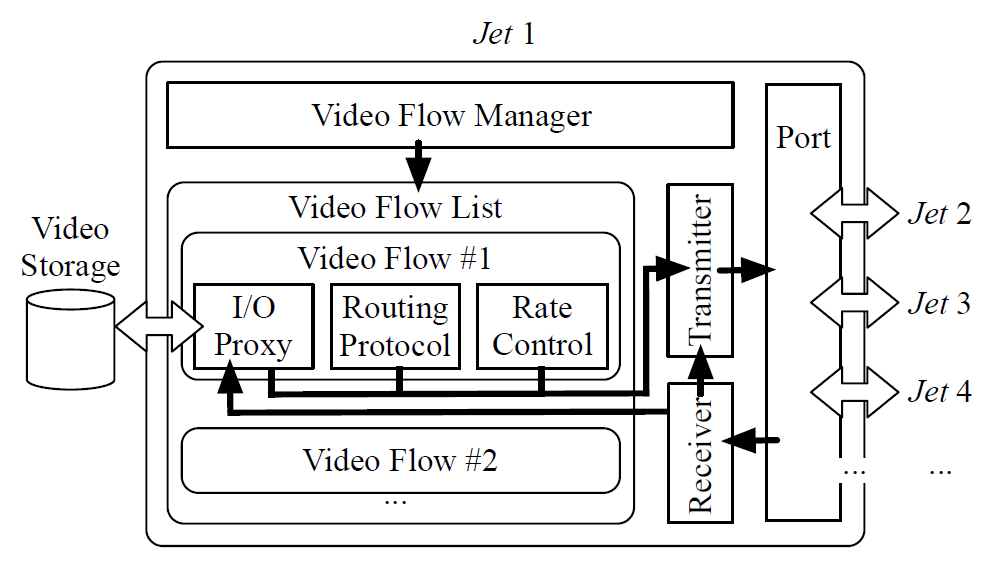 Jet 1
Video Flow Manager
Port
Video Flow List
Video Flow #1
I/O
Proxy
Routing
Protocol
Rate
Control
Video Flow #2
...
Video
Storage
Transmitter
Receiver
Jet 2
Jet 3
Jet 4
... ...